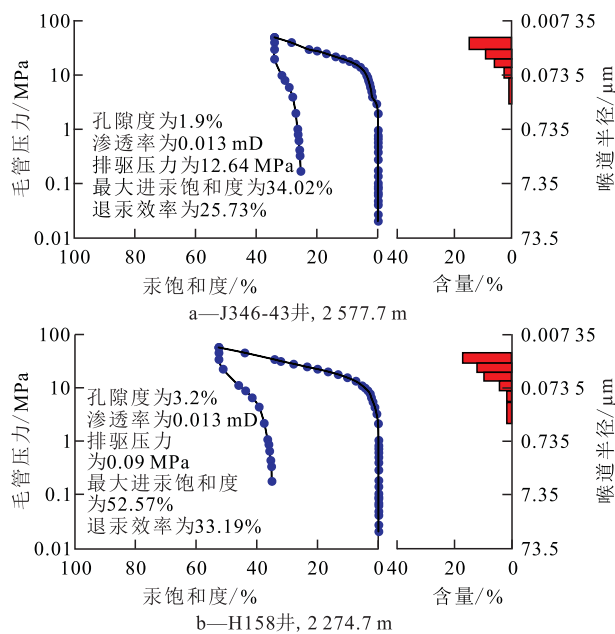 100
10
1
0.1
0.01
毛管压力/MPa
孔隙度为1.9%
渗透率为0.013 mD
排驱压力为12.64 MPa
最大进汞饱和度为34.02%
退汞效率为25.73%
100 80 60 40 20 0
汞饱和度/%
0.007 35
0.073 5
0.735
7.35
73.5
喉道半径/μm
40 20 0
含量/%
a—J346-43井, 2 577.7 m
100
10
1
0.1
0.01
毛管压力/MPa
孔隙度为3.2%
渗透率为0.013 mD
排驱压力
为0.09 MPa
最大进汞饱和度
为52.57%
退汞效率为33.19%
100 80 60 40 20 0
汞饱和度/%
0.007 35
0.073 5
0.735
7.35
73.5
喉道半径/μm
40 20 0
含量/%
b—H158井, 2 274.7 m